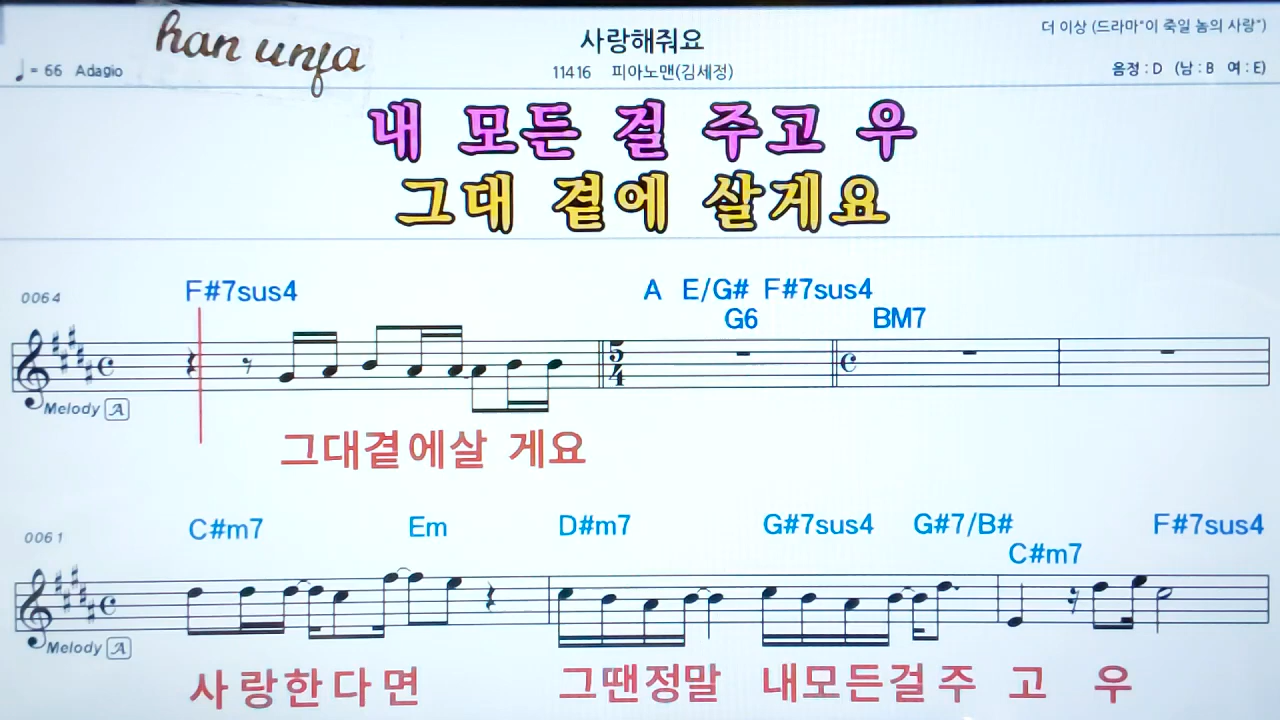 han unfa
사랑해줘요
더 이상 (드라마"이 죽일 놈의 사랑")
♩= 66 Adagio
11416 피아노맨(김세정)
음정 : D (남 : B 여 : E)
내 모든 걸 주고 우
그대 곁에 살게요
0064
F#7sus4 A E/G# F#7sus4
G6 BM7
5
4
Melody A
그대곁에살 게요
0061
C#m7 Em D#m7 G#7sus4 G#7/B# F#7sus4
C#m7
Melody A
사랑한다면 그땐정말 내모든걸주 고 우